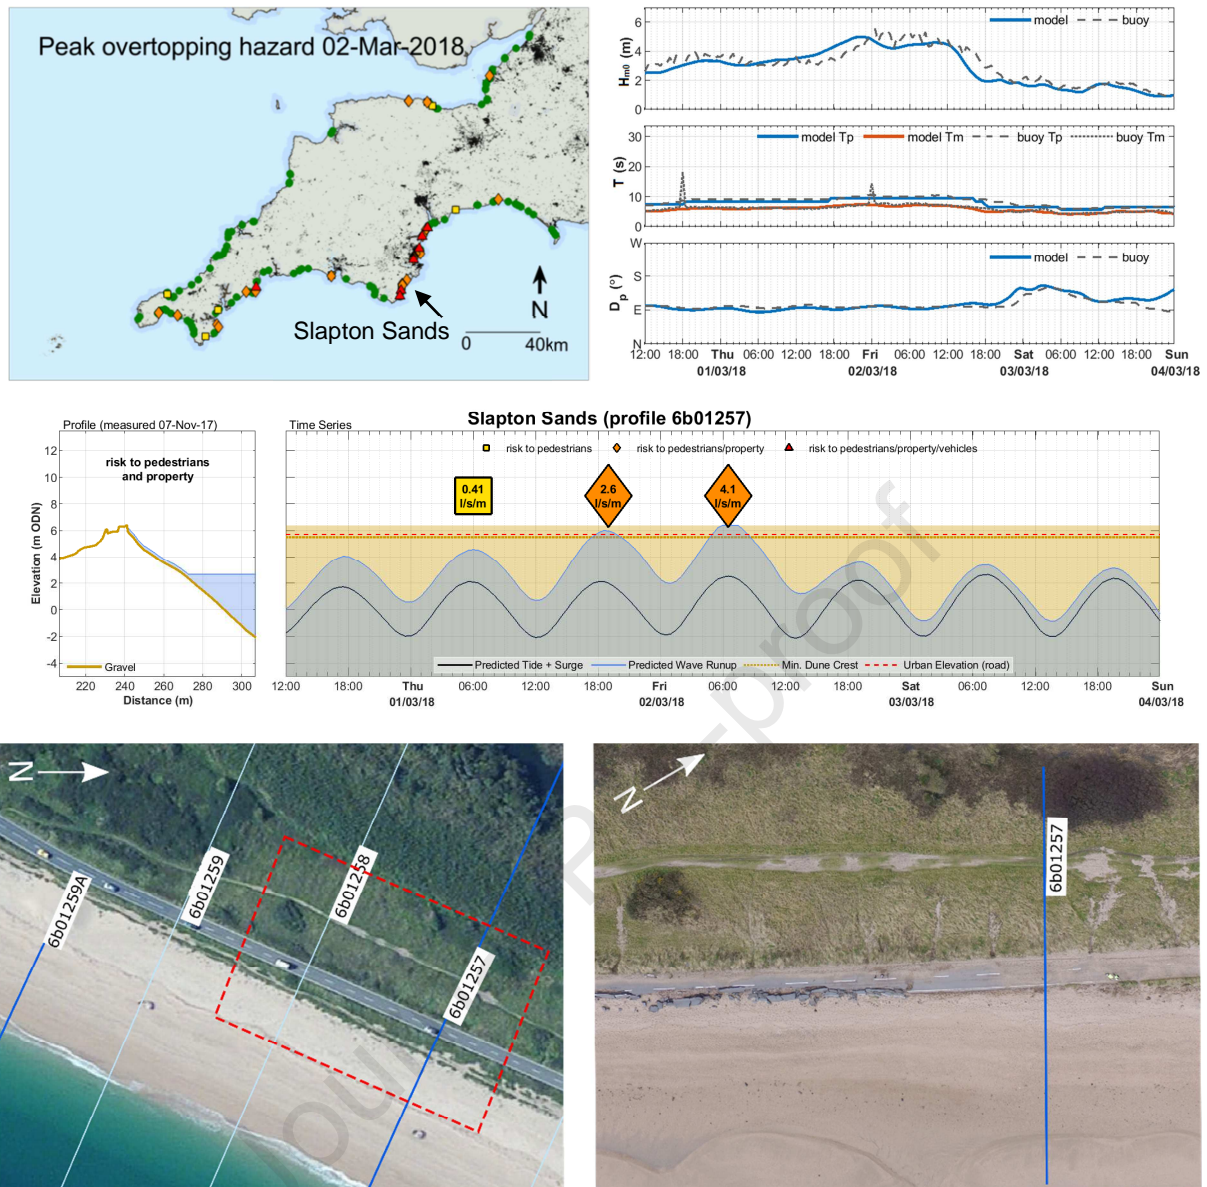 Peak overtopping hazard 02-Mar-2018
Slapton Sands
N
0 40km
model buoy
Hm0 (m)
6
4
2
0
model Tp model Tm buoy Tp buoy Tm
T (s)
30
20
10
0
model buoy
Dp (°)
W
S
E
N
12:00 18:00 Thu 06:00 12:00 18:00 Fri 06:00 12:00 18:00 Sat 06:00 12:00 18:00 Sun
01/03/18 02/03/18 03/03/18 04/03/18
Slapton Sands (profile 6b01257)
Profile (measured 07-Nov-17)
risk to pedestrians
and property
Elevation (m ODN)
12
10
8
6
4
2
0
-2
-4
Gravel
220 240 260 280 300
Distance (m)
Time Series
risk to pedestrians risk to pedestrians/property risk to pedestrians/property/vehicles
0.41
l/s/m
2.6
l/s/m
4.1
l/s/m
Predicted Tide + Surge Predicted Wave Runup Min. Dune Crest Urban Elevation (road)
12:00 18:00 Thu 06:00 12:00 18:00 Fri 06:00 12:00 18:00 Sat 06:00 12:00 18:00 Sun
01/03/18 02/03/18 03/03/18 04/03/18
N
6b01259A
6b01259
6b01258
6b01257
N
6b01257